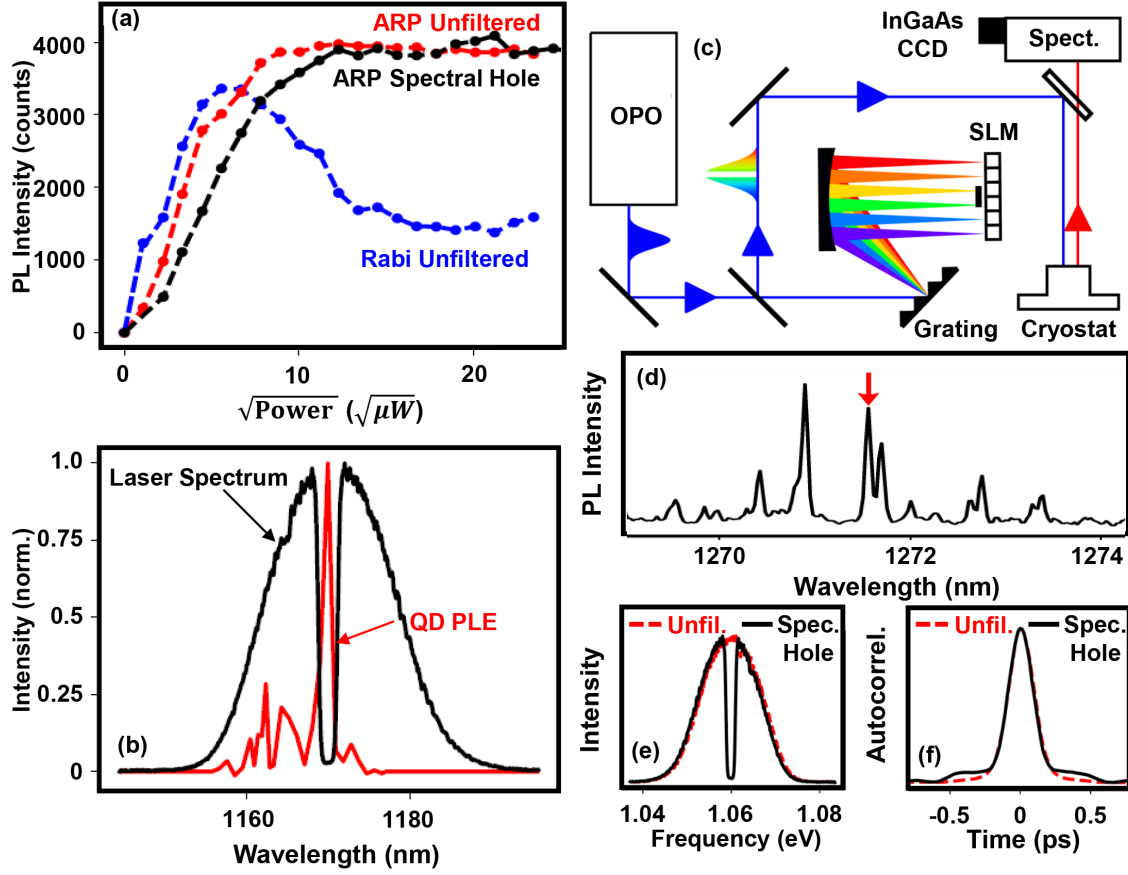 (a)
ARP Unfiltered
ARP Spectral Hole
Rabi Unfiltered
PL Intensity (counts)
4000
3000
2000
1000
0
0
10
20
√Power (√μW)
(b)
Laser Spectrum
QD PLE
Intensity (norm.)
1.0
0.75
0.5
0.25
0
1160
1180
Wavelength (nm)
(c)
OPO
InGaAs
CCD
Spect.
SLM
Grating
Cryostat
(d)
PL Intensity
1270
1272
1274
Wavelength (nm)
Unfil.
Spec.
Hole
(e)
Intensity
1.04
1.06
1.08
Frequency (eV)
Unfil.
Spec.
Hole
(f)
Autocorrel.
-0.5
0
0.5
Time (ps)